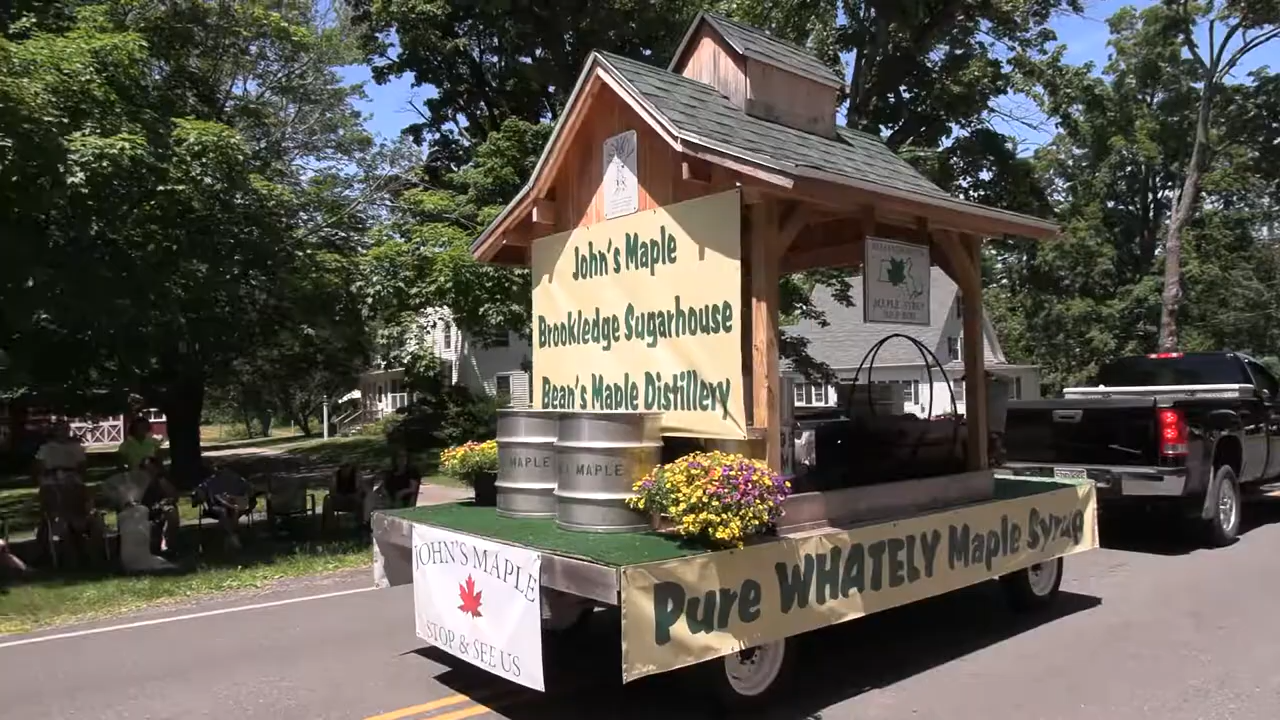 John's Maple
Brookledge Sugarhouse
Bean's Maple Distillery
MAPLE
MAPLE
MAPLE SYRUP
JOHN'S MAPLE
STOP & SEE US
Pure WHATELY Maple Syrup